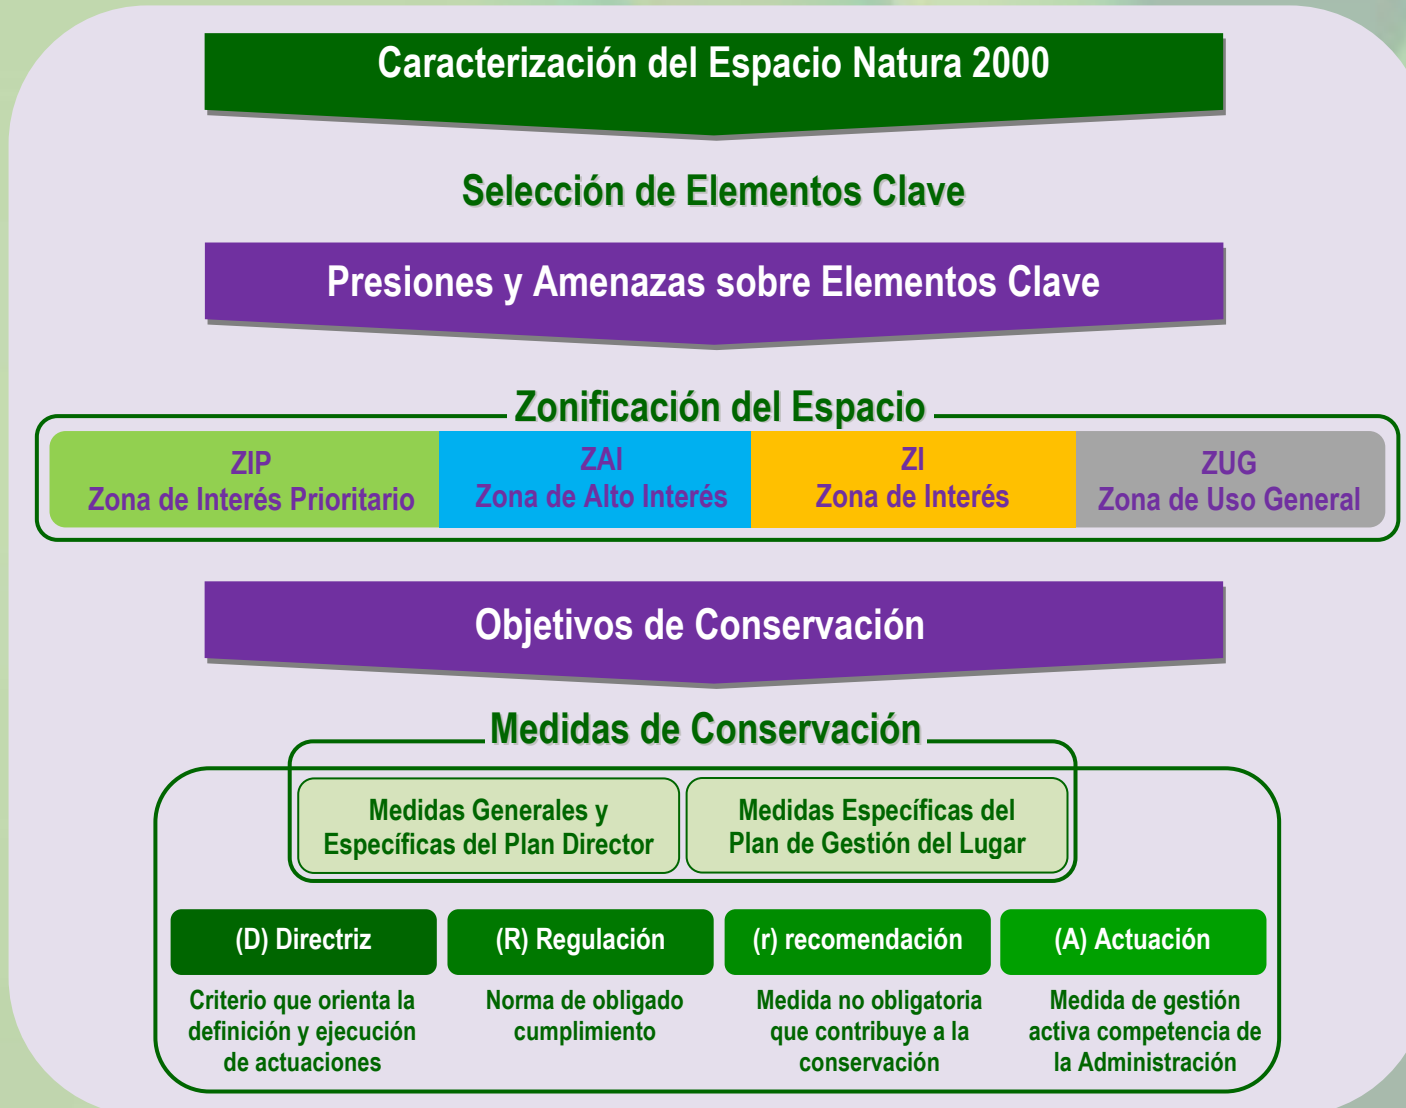 Caracterización del Espacio Natura 2000
Selección de Elementos Clave
Presiones y Amenazas sobre Elementos Clave
Zonificación del Espacio
ZIP
Zona de Interés Prioritario
ZAI
Zona de Alto Interés
ZI
Zona de Interés
ZUG
Zona de Uso General
Objetivos de Conservación
Medidas de Conservación
Medidas Generales y
Específicas del Plan Director
Medidas Específicas del
Plan de Gestión del Lugar
(D) Directriz
Criterio que orienta la
definición y ejecución
de actuaciones
(R) Regulación
Norma de obligado
cumplimiento
(r) recomendación
Medida no obligatoria
que contribuye a la
conservación
(A) Actuación
Medida de gestión
activa competencia de
la Administración